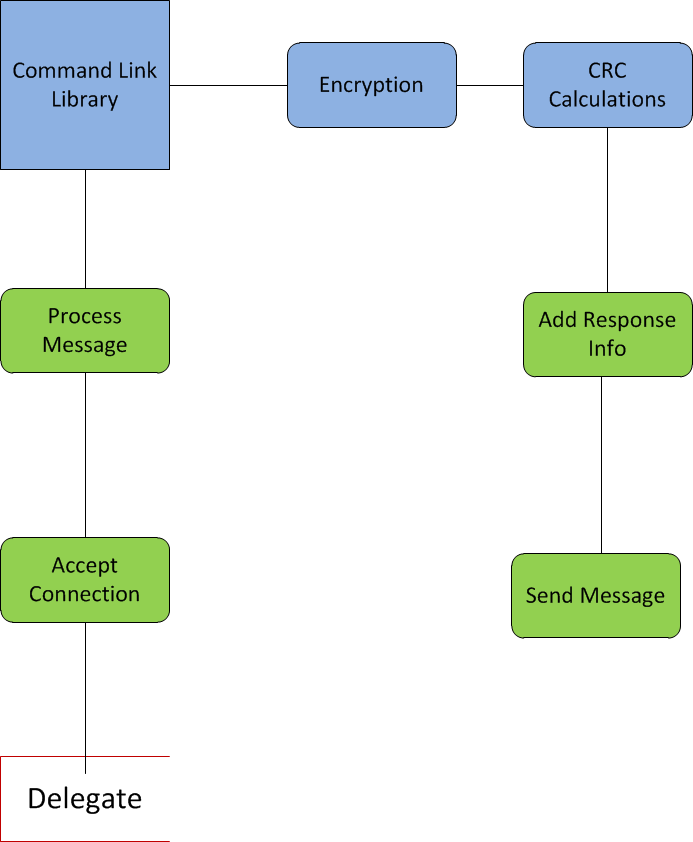 Command Link
Library
Encryption
CRC
Calculations
Process
Message
Add Response
Info
Accept
Connection
Send Message
Delegate